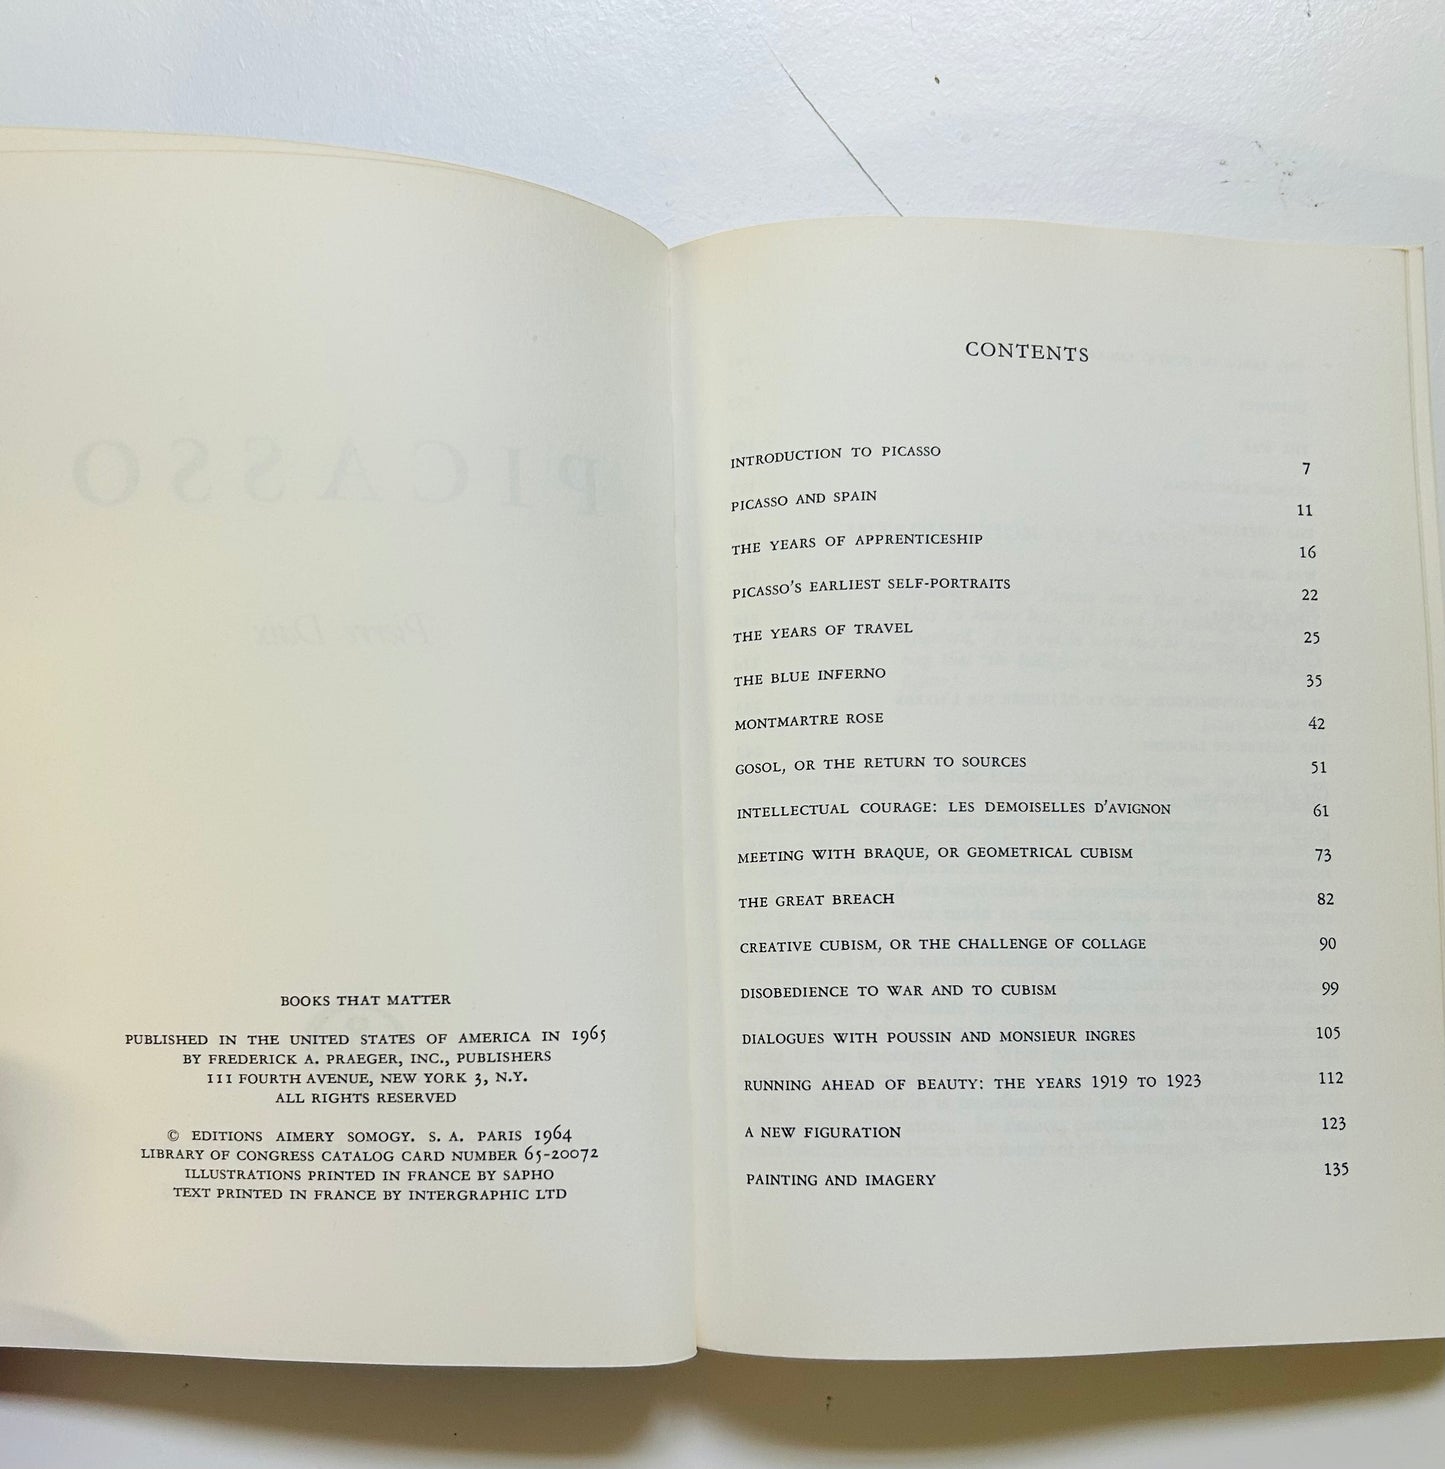 PICASSO
Pierre Daix
BOOKS THAT MATTER
PUBLISHED IN THE UNITED STATES OF AMERICA IN 1965
BY FREDERICK A. PRAEGER, INC., PUBLISHERS
111 FOURTH AVENUE, NEW YORK 3, N.Y.
ALL RIGHTS RESERVED
© EDITIONS AIMERY SOMOGY. S. A. PARIS 1964
LIBRARY OF CONGRESS CATALOG CARD NUMBER 65-20072
ILLUSTRATIONS PRINTED IN FRANCE BY SAPHO
TEXT PRINTED IN FRANCE BY INTERGRAPHIC LTD
CONTENTS
INTRODUCTION TO PICASSO 7
PICASSO AND SPAIN 11
THE YEARS OF APPRENTICESHIP 16
PICASSO'S EARLIEST SELF-PORTRAITS 22
THE YEARS OF TRAVEL 25
THE BLUE INFERNO 35
MONTMARTRE ROSE 42
GOSOL, OR THE RETURN TO SOURCES 51
INTELLECTUAL COURAGE: LES DEMOISELLES D'AVIGNON 61
MEETING WITH BRAQUE, OR GEOMETRICAL CUBISM 73
THE GREAT BREACH 82
CREATIVE CUBISM, OR THE CHALLENGE OF COLLAGE 90
DISOBEDIENCE TO WAR AND TO CUBISM 99
DIALOGUES WITH POUSSIN AND MONSIEUR INGRES 105
RUNNING AHEAD OF BEAUTY: THE YEARS 1919 TO 1923 112
A NEW FIGURATION 123
PAINTING AND IMAGERY 135